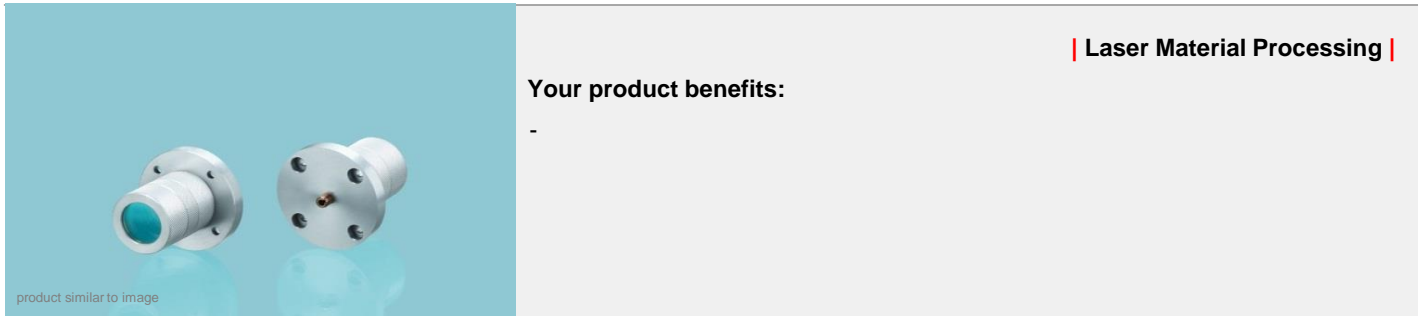 | Laser Material Processing |
Your product benefits:
-
product similar to image